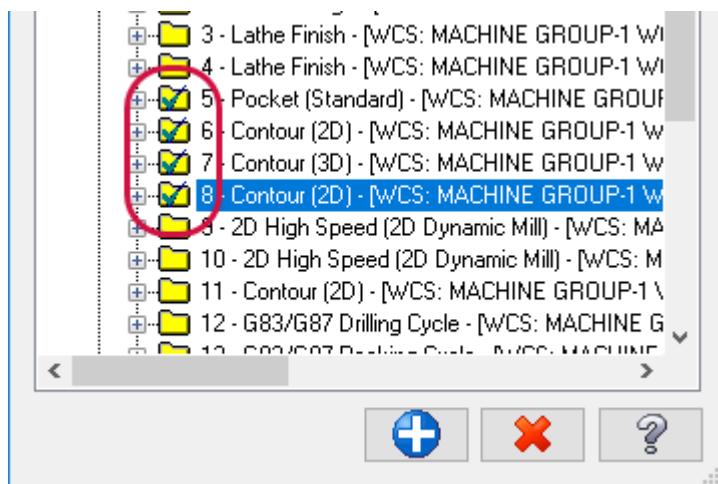 3 - Lathe Finish - [WCS: MACHINE GROUP-1 W
4 - Lathe Finish - [WCS: MACHINE GROUP-1 W
5 - Pocket (Standard) - [WCS: MACHINE GROUP
6 - Contour (2D) - [WCS: MACHINE GROUP-1 W
7 - Contour (3D) - [WCS: MACHINE GROUP-1 W
8 - Contour (2D) - [WCS: MACHINE GROUP-1 W
9 - 2D High Speed (2D Dynamic Mill) - [WCS: MA
10 - 2D High Speed (2D Dynamic Mill) - [WCS: M
11 - Contour (2D) - [WCS: MACHINE GROUP-1
12 - G83/G87 Drilling Cycle - [WCS: MACHINE G